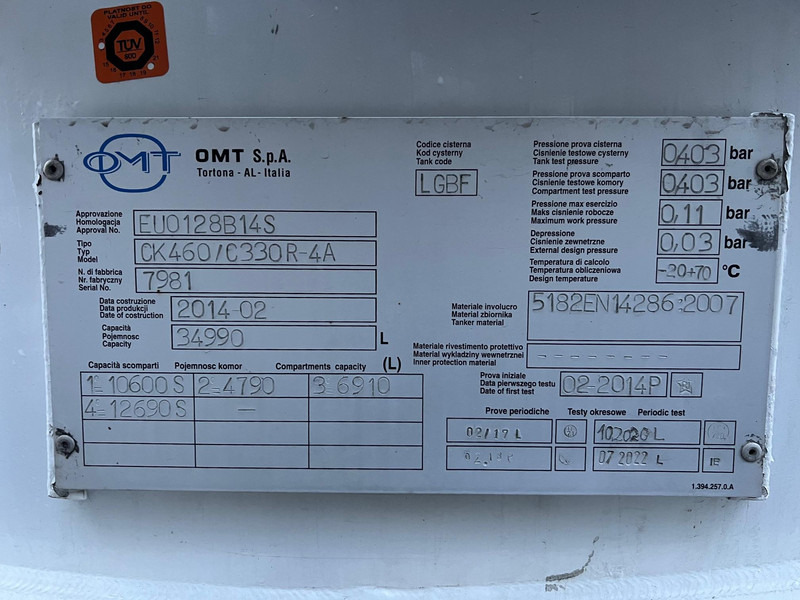 PLATNOŚĆ DO
VALID UNTIL
TÜV
OMT
OMT S.p.A.
Tortona - AL - Italia
Codice cisterna
Kod cysterny
Tank code
LGBF
Pressione prova cisterna
Cisnienie testowe cysterny
Tank test pressure
0,403 bar
Pressione prova scomparto
Cisnienie testowe komory
Compartment test pressure
0,403 bar
Pressione max esercizio
Maks cisnienie robocze
Maximum work pressure
0,11 bar
Depressione
Cisnienie zewnetrzne
External design pressure
0,03 bar
Temperatura di calcolo
Temperatura obliczeniowa
Design temperature
-20+70 °C
Approvazione
Homologacja
Approval No.
EU0128B14S
Tipo
Typ
Model
CK460/C330R-4A
N. di fabbrica
Nr. fabryczny
Serial No.
7981
Data costruzione
Data produkcji
Date of costruction
2014-02
Capacità
Pojemnosc
Capacity
34990 L
Materiale involucro
Material zbiornika
Tanker material
5182EN14286:2007
Materiale rivestimento protettivo
Material wykladziny wewnetrznej
Inner protection material
- - - - - - - -
Capacità scomparti Pojemnosc komor Compartments capacity (L)
1=10600 S 2=4790 3=6910
4=12690 S —
Prova iniziale
Data pierwszego testu
Date of first test
02-2014P
Prove periodiche Testy okresowe Periodic test
02/17 L 10.2020 L
07 2022 L IE
1.394.257.0.A